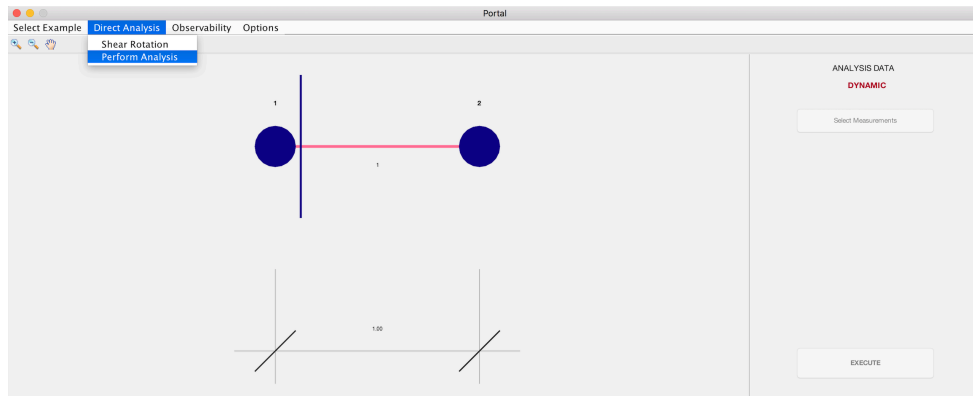 Portal
Select Example Direct Analysis Observability Options
Shear Rotation
Perform Analysis
ANALYSIS DATA
DYNAMIC
Select Measurements
1 2
1
1,00
EXECUTE